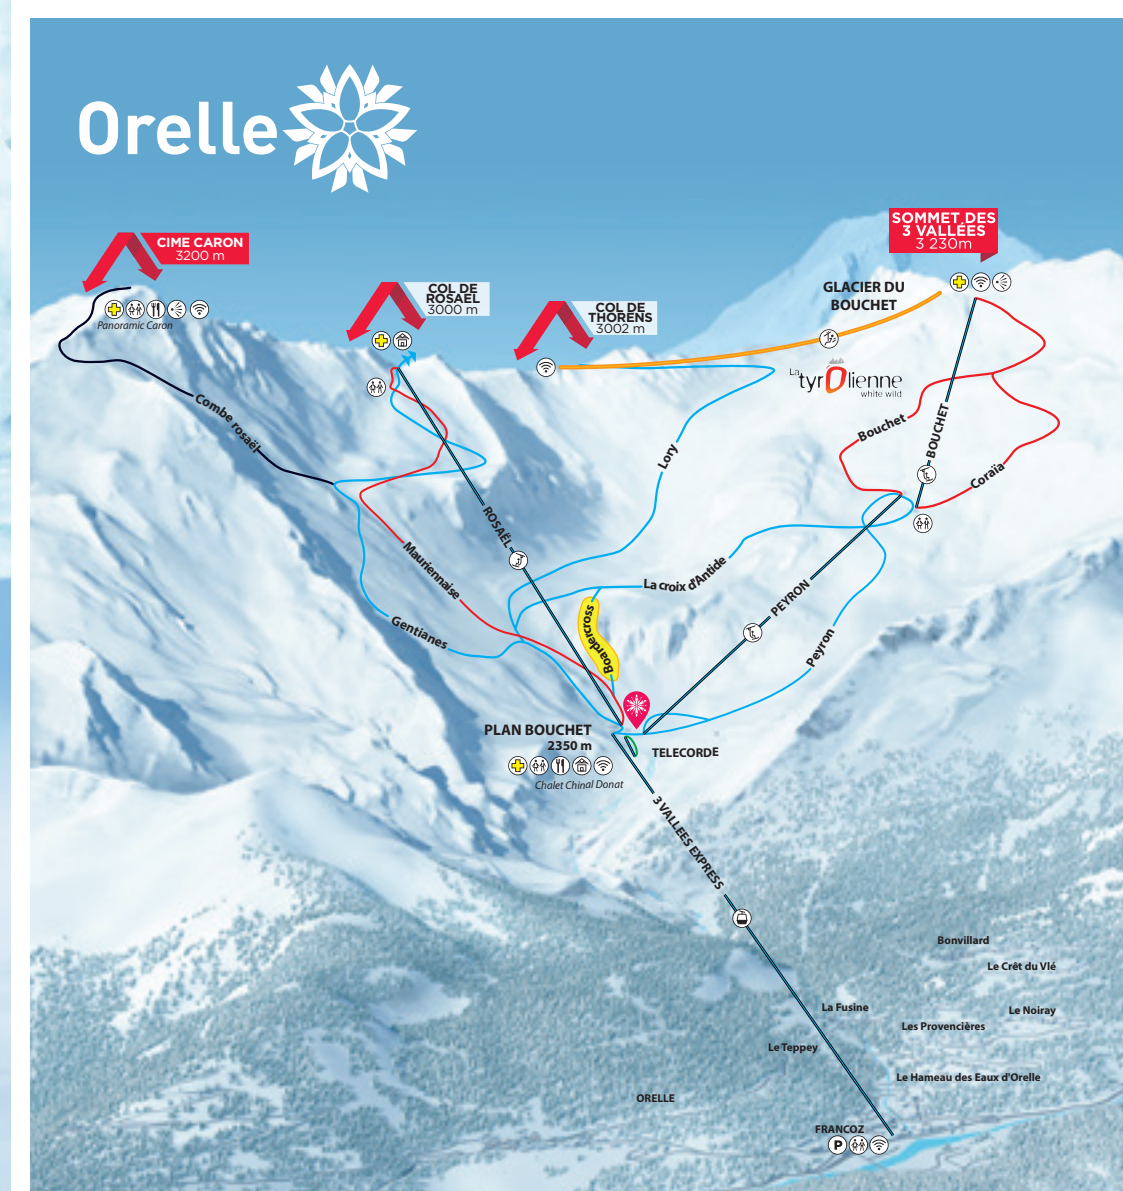 Orelle
CIME CARON
3200 m
Panoramic Caron
COL DE
ROSAEL
3000 m
COL DE
THORENS
3002 m
GLACIER DU
BOUCHET
SOMMET DES
3 VALLÉES
3 230m
La
tyrOlienne
white wild
Combe rosaël
Lory
Bouchet
BOUCHET
Coraïa
ROSAËL
Mauriennaise
Gentianes
La croix d'Antide
Boardercross
PEYRON
Peyron
PLAN BOUCHET
2350 m
Chalet Chinal Donat
TELECORDE
3 VALLEES EXPRESS
Bonvillard
Le Crêt du Vlé
La Fusine
Le Noiray
Les Provencières
Le Teppey
Le Hameau des Eaux d'Orelle
ORELLE
FRANCOZ
P